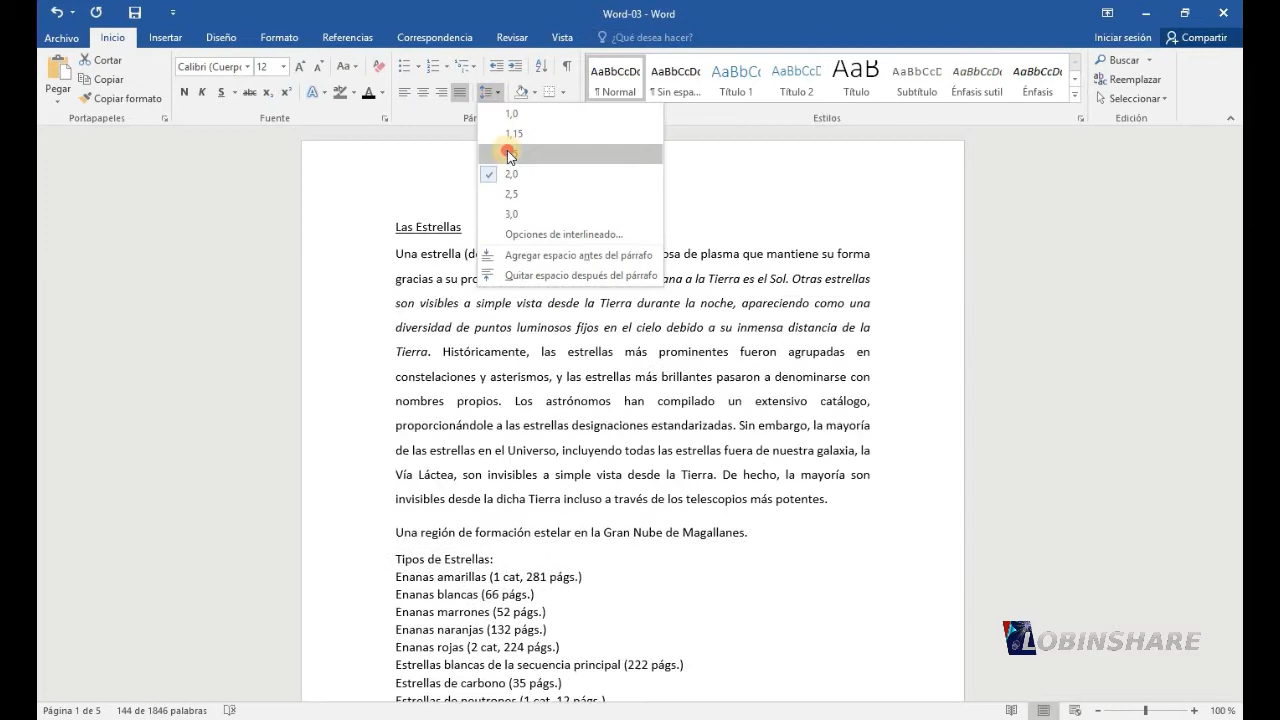 Word-03 - Word
Archivo Inicio Insertar Diseño Formato Referencias Correspondencia Revisar Vista ¿Qué desea hacer? Iniciar sesión Compartir
Pegar
Cortar
Copiar
Copiar formato
Portapapeles
Calibri (Cuerp 12
Aa
N K S abc x₂ x²
Fuente
AaBbCcDc AaBbCcDc AaBbCc AaBbCcD AaB AaBbCcD AaBbCcDc AaBbCcDc
¶ Normal ¶ Sin espa... Título 1 Título 2 Título Subtítulo Énfasis sutil Énfasis
Estilos
Buscar
Reemplazar
Seleccionar
Edición
1,0
1,15
2,0
2,5
3,0
Opciones de interlineado...
Agregar espacio antes del párrafo
Quitar espacio después del párrafo
Las Estrellas
Una estrella (de osa de plasma que mantiene su forma
gracias a su pro ana a la Tierra es el Sol. Otras estrellas
son visibles a simple vista desde la Tierra durante la noche, apareciendo como una
diversidad de puntos luminosos fijos en el cielo debido a su inmensa distancia de la
Tierra. Históricamente, las estrellas más prominentes fueron agrupadas en
constelaciones y asterismos, y las estrellas más brillantes pasaron a denominarse con
nombres propios. Los astrónomos han compilado un extensivo catálogo,
proporcionándole a las estrellas designaciones estandarizadas. Sin embargo, la mayoría
de las estrellas en el Universo, incluyendo todas las estrellas fuera de nuestra galaxia, la
Vía Láctea, son invisibles a simple vista desde la Tierra. De hecho, la mayoría son
invisibles desde la dicha Tierra incluso a través de los telescopios más potentes.
Una región de formación estelar en la Gran Nube de Magallanes.
Tipos de Estrellas:
Enanas amarillas (1 cat, 281 págs.)
Enanas blancas (66 págs.)
Enanas marrones (52 págs.)
Enanas naranjas (132 págs.)
Enanas rojas (2 cat, 224 págs.)
Estrellas blancas de la secuencia principal (222 págs.)
Estrellas de carbono (35 págs.)
Estrellas de neutrones (1 cat, 12 págs.)
LOBINSHARE
Página 1 de 5 144 de 1846 palabras 100 %